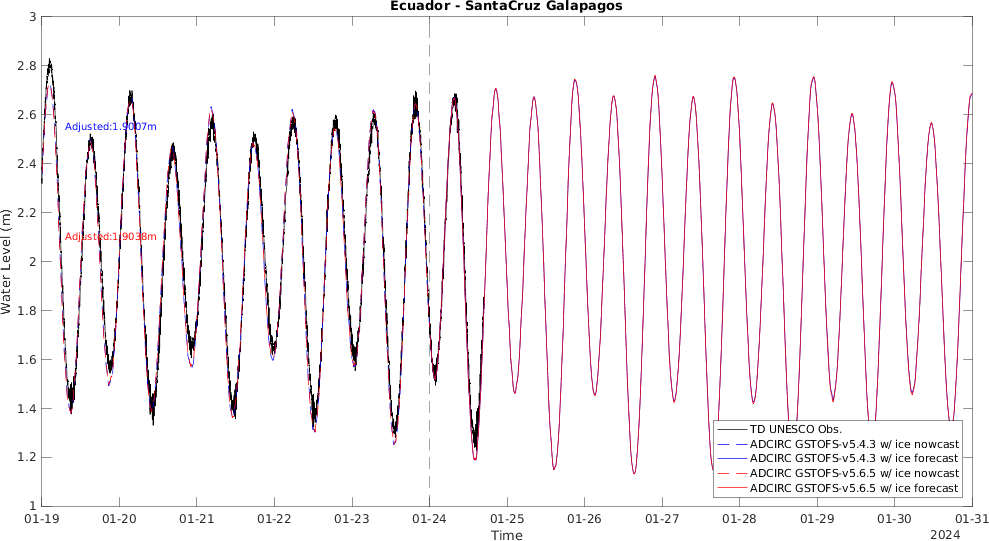 Ecuador - SantaCruz Galapagos
3
2.8
2.6
2.4
2.2
2
1.8
1.6
1.4
1.2
1
Water Level (m)
Adjusted:1.9007m
Adjusted:1.9038m
TD UNESCO Obs.
ADCIRC GSTOFS-v5.4.3 w/ ice nowcast
ADCIRC GSTOFS-v5.4.3 w/ ice forecast
ADCIRC GSTOFS-v5.6.5 w/ ice nowcast
ADCIRC GSTOFS-v5.6.5 w/ ice forecast
01-19 01-20 01-21 01-22 01-23 01-24 01-25 01-26 01-27 01-28 01-29 01-30 01-31
Time
2024